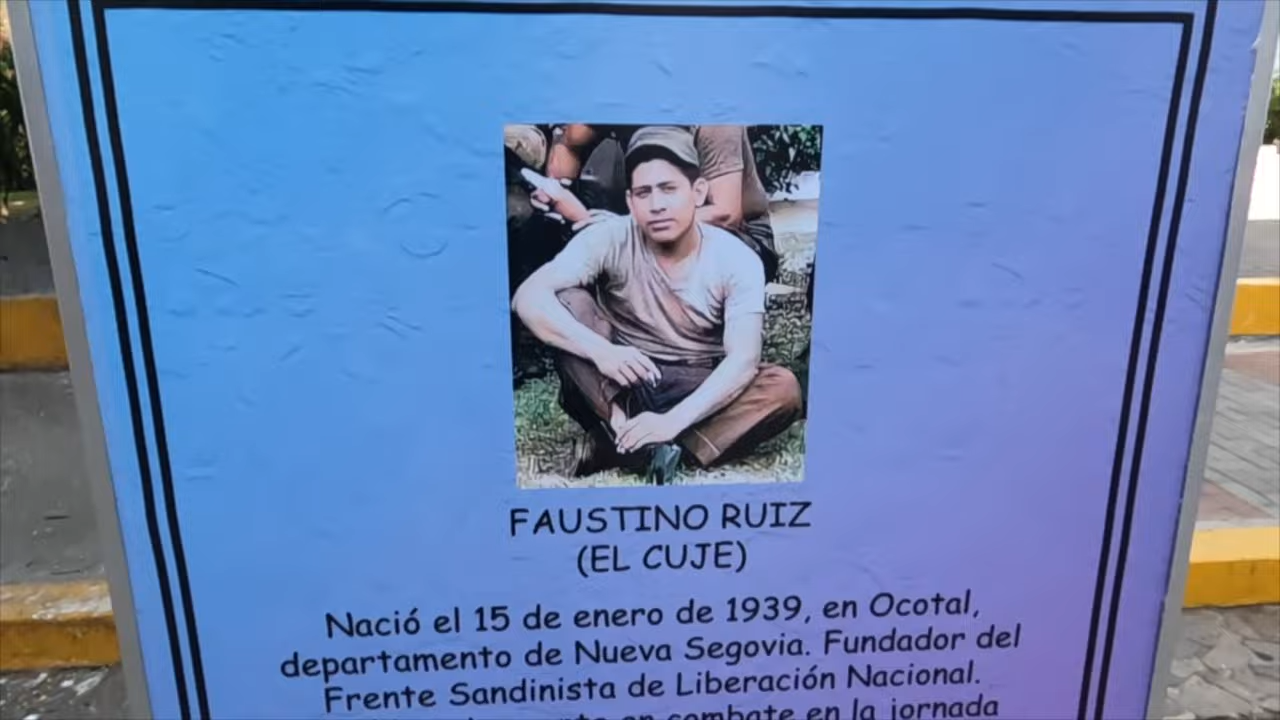 FAUSTINO RUIZ
(EL CUJE)
Nació el 15 de enero de 1939, en Ocotal,
departamento de Nueva Segovia. Fundador del
Frente Sandinista de Liberación Nacional.
en combate en la jornada